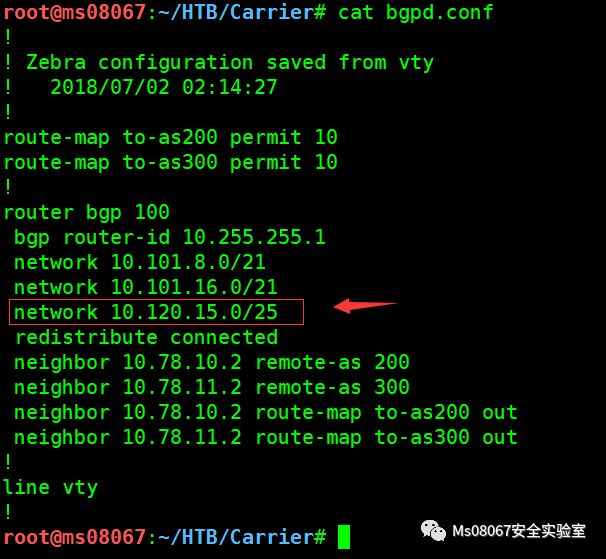 root@ms08067:~/HTB/Carrier# cat bgpd.conf
!
! Zebra configuration saved from vty
!   2018/07/02 02:14:27
!
route-map to-as200 permit 10
route-map to-as300 permit 10
!
router bgp 100
 bgp router-id 10.255.255.1
 network 10.101.8.0/21
 network 10.101.16.0/21
 network 10.120.15.0/25
 redistribute connected
 neighbor 10.78.10.2 remote-as 200
 neighbor 10.78.11.2 remote-as 300
 neighbor 10.78.10.2 route-map to-as200 out
 neighbor 10.78.11.2 route-map to-as300 out
!
line vty
!
root@ms08067:~/HTB/Carrier#
Ms08067安全实验室